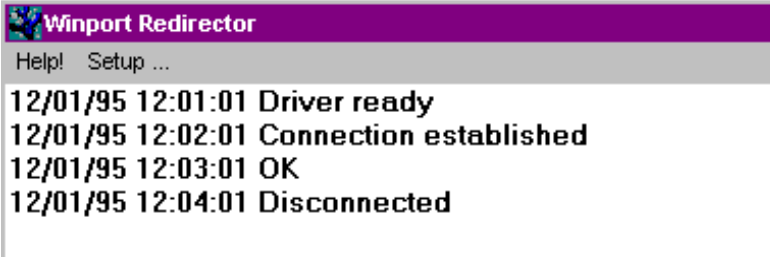 Winport Redirector
Help! Setup ...
12/01/95 12:01:01 Driver ready
12/01/95 12:02:01 Connection established
12/01/95 12:03:01 OK
12/01/95 12:04:01 Disconnected